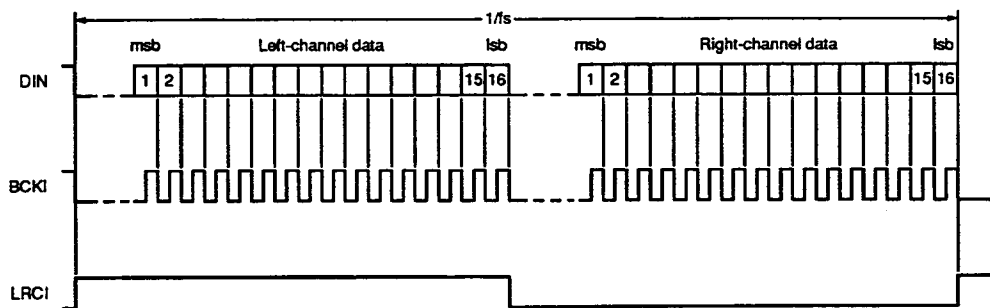 1/fs
msb Left-channel data lsb msb Right-channel data lsb
DIN 1 2 15 16 1 2 15 16
BCKI
LRCI